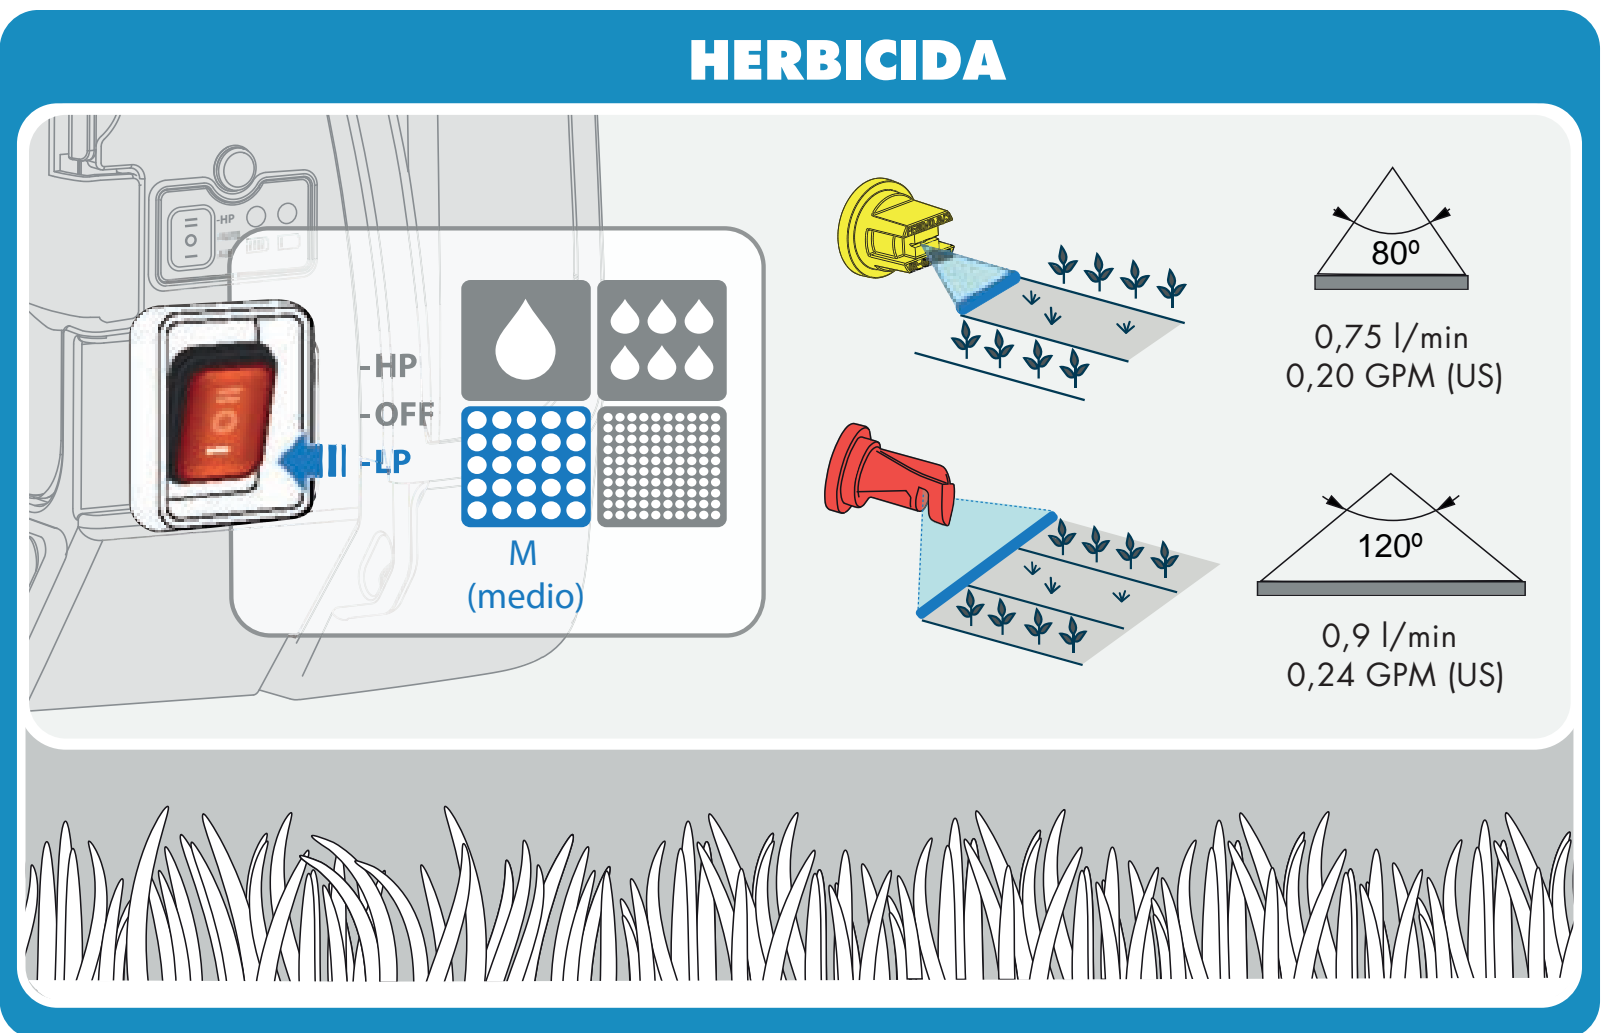 HERBICIDA
-HP
-HP
-OFF
-LP
M
(medio)
80º
0,75 l/min
0,20 GPM (US)
120º
0,9 l/min
0,24 GPM (US)